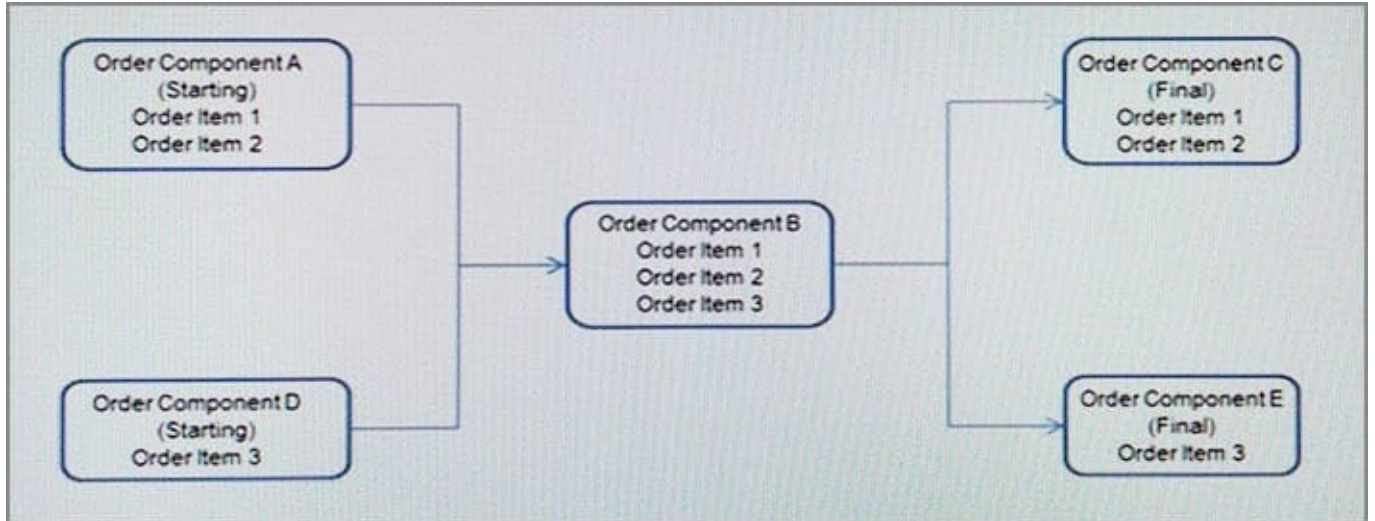 Order Component A
(Starting)
Order Item 1
Order Item 2
Order Component D
(Starting)
Order Item 3
Order Component B
Order Item 1
Order Item 2
Order Item 3
Order Component C
(Final)
Order Item 1
Order Item 2
Order Component E
(Final)
Order Item 3